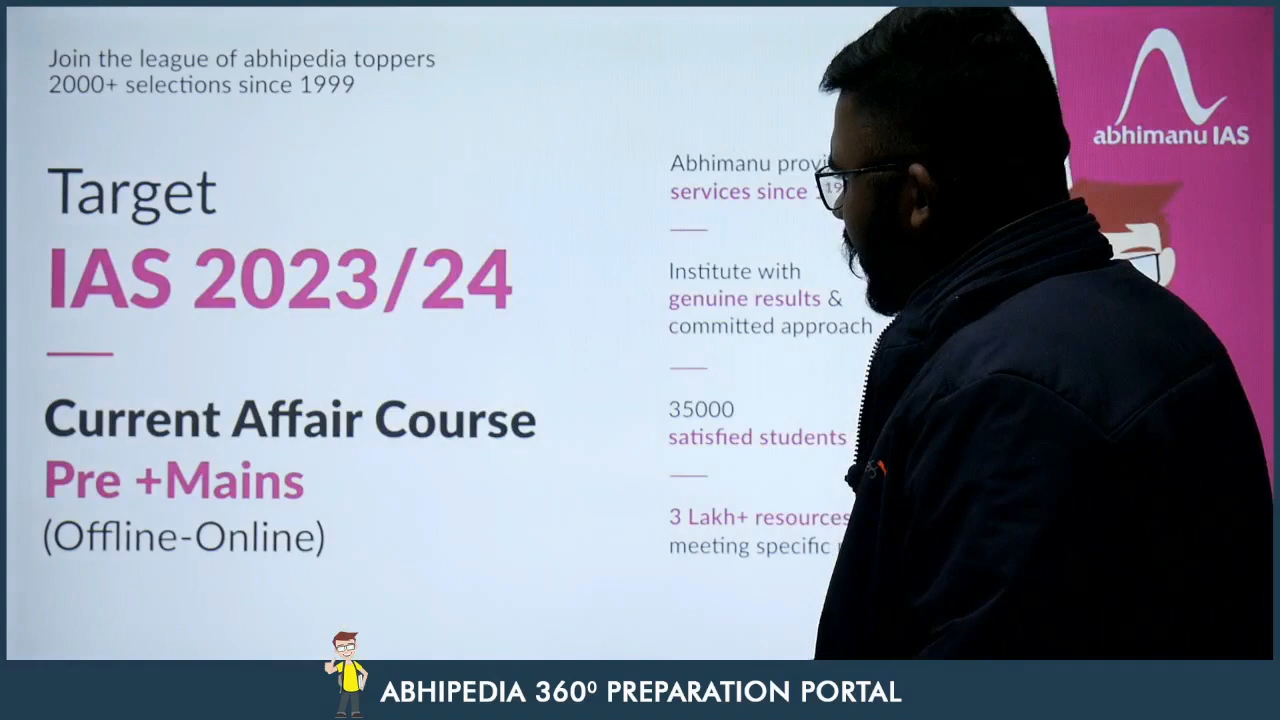 Join the league of abhipedia toppers
2000+ selections since 1999
Target
IAS 2023/24
Current Affair Course
Pre +Mains
(Offline-Online)
Abhimanu
services since
Institute with
genuine results &
committed approach
35000
satisfied students
3 Lakh+ resources
meeting specific
abhimanu IAS
ABHIPEDIA 360⁰ PREPARATION PORTAL